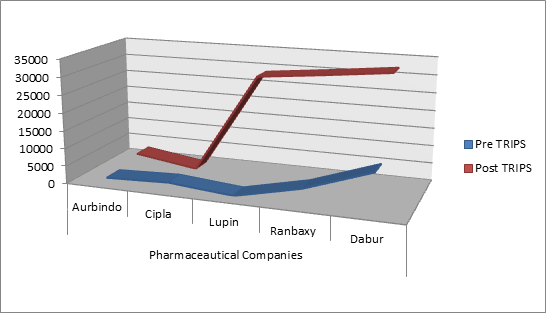 35000
30000
25000
20000
15000
10000
5000
0
Aurbindo
Cipla
Lupin
Ranbaxy
Dabur
Pharmaceautical Companies
Pre TRIPS
Post TRIPS